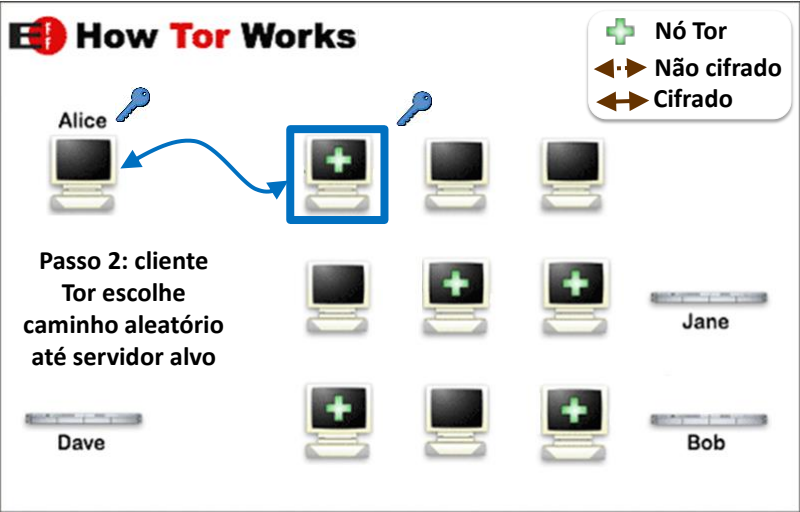 EFF How Tor Works
Nó Tor
Não cifrado
Cifrado
Alice
Passo 2: cliente
Tor escolhe
caminho aleatório
até servidor alvo
Jane
Dave
Bob